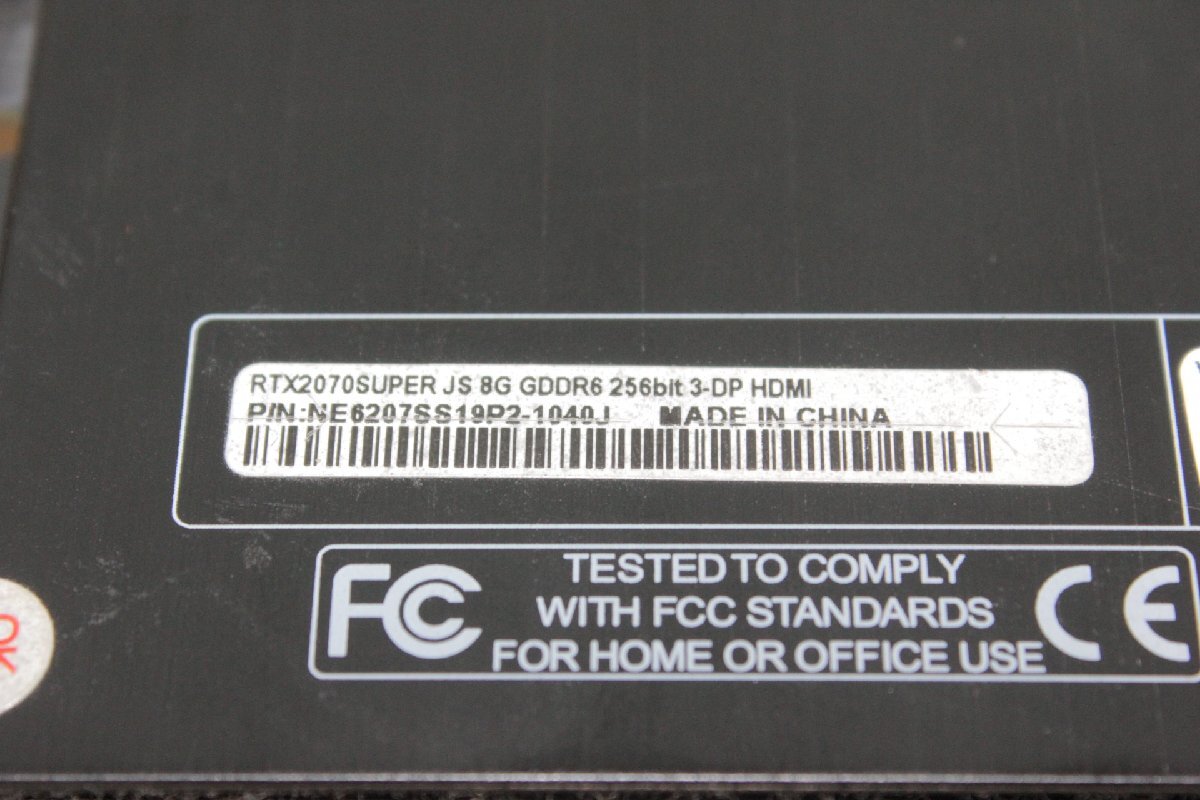 RTX2070SUPER JS 8G GDDR6 256bit 3-DP HDMI
P/N:NE6207SS19P2-1040J MADE IN CHINA
FC
TESTED TO COMPLY
WITH FCC STANDARDS
FOR HOME OR OFFICE USE
CE
OK